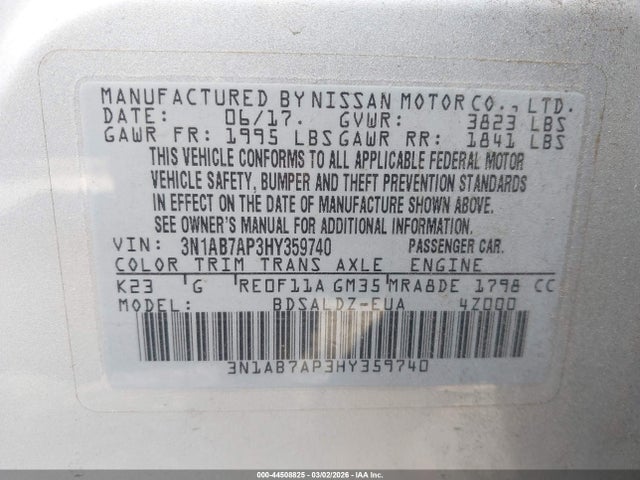 MANUFACTURED BY NISSAN MOTOR CO., LTD.
DATE: 06/17. GVWR: 3823 LBS
GAWR FR: 1995 LBS GAWR RR: 1841 LBS
THIS VEHICLE CONFORMS TO ALL APPLICABLE FEDERAL MOTOR
VEHICLE SAFETY, BUMPER AND THEFT PREVENTION STANDARDS
IN EFFECT ON THE DATE OF MANUFACTURE SHOWN ABOVE.
SEE OWNER'S MANUAL FOR ADDITIONAL INFORMATION.
VIN: 3N1AB7AP3HY359740 PASSENGER CAR.
COLOR TRIM TRANS AXLE ENGINE
K23 G RE0F11A GM35 MRA8DE 1798 CC
MODEL: BDSALDZ-EUA 4Z000
3N1AB7AP3HY359740
000-44508825 - 03/02/2026 - IAA, Inc.